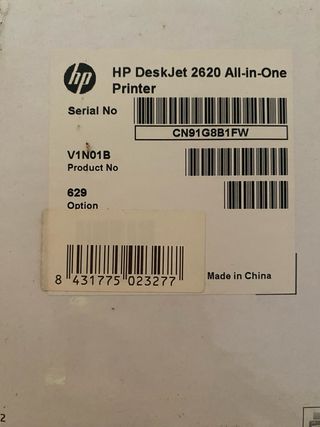 hp
HP DeskJet 2620 All-in-One
Printer
Serial No
CN91G8B1FW
V1N01B
Product No
629
Option
8 431775 023277
Made in China
2